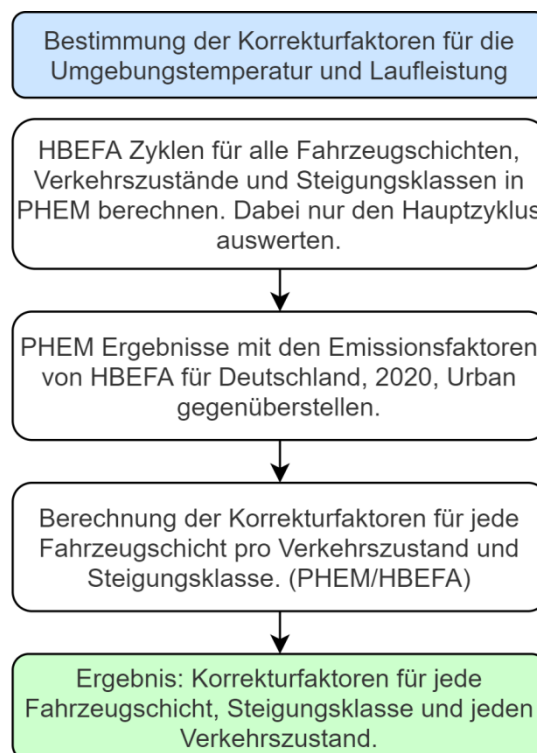 Bestimmung der Korrekturfaktoren für die
Umgebungstemperatur und Laufleistung
HBEFA Zyklen für alle Fahrzeugschichten,
Verkehrszustände und Steigungsklassen in
PHEM berechnen. Dabei nur den Hauptzyklus
auswerten.
PHEM Ergebnisse mit den Emissionsfaktoren
von HBEFA für Deutschland, 2020, Urban
gegenüberstellen.
Berechnung der Korrekturfaktoren für jede
Fahrzeugschicht pro Verkehrszustand und
Steigungsklasse. (PHEM/HBEFA)
Ergebnis: Korrekturfaktoren für jede
Fahrzeugschicht, Steigungsklasse und jeden
Verkehrszustand.